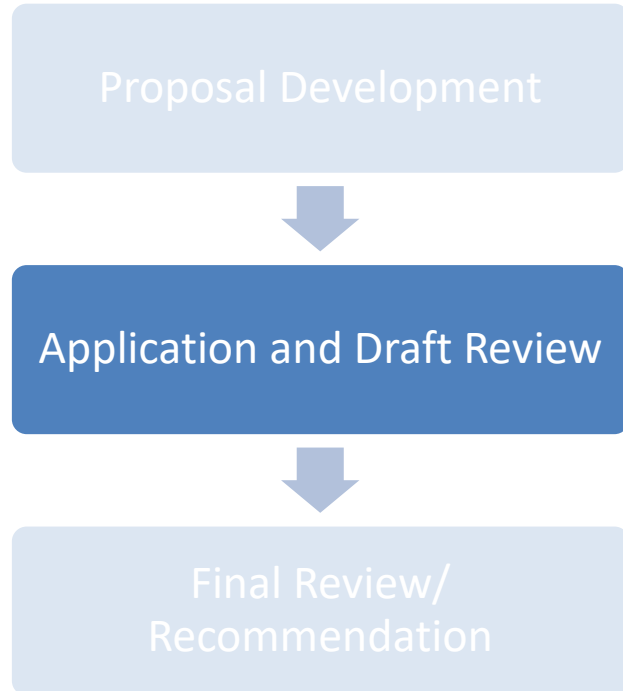 Proposal Development
Application and Draft Review
Final Review/
Recommendation